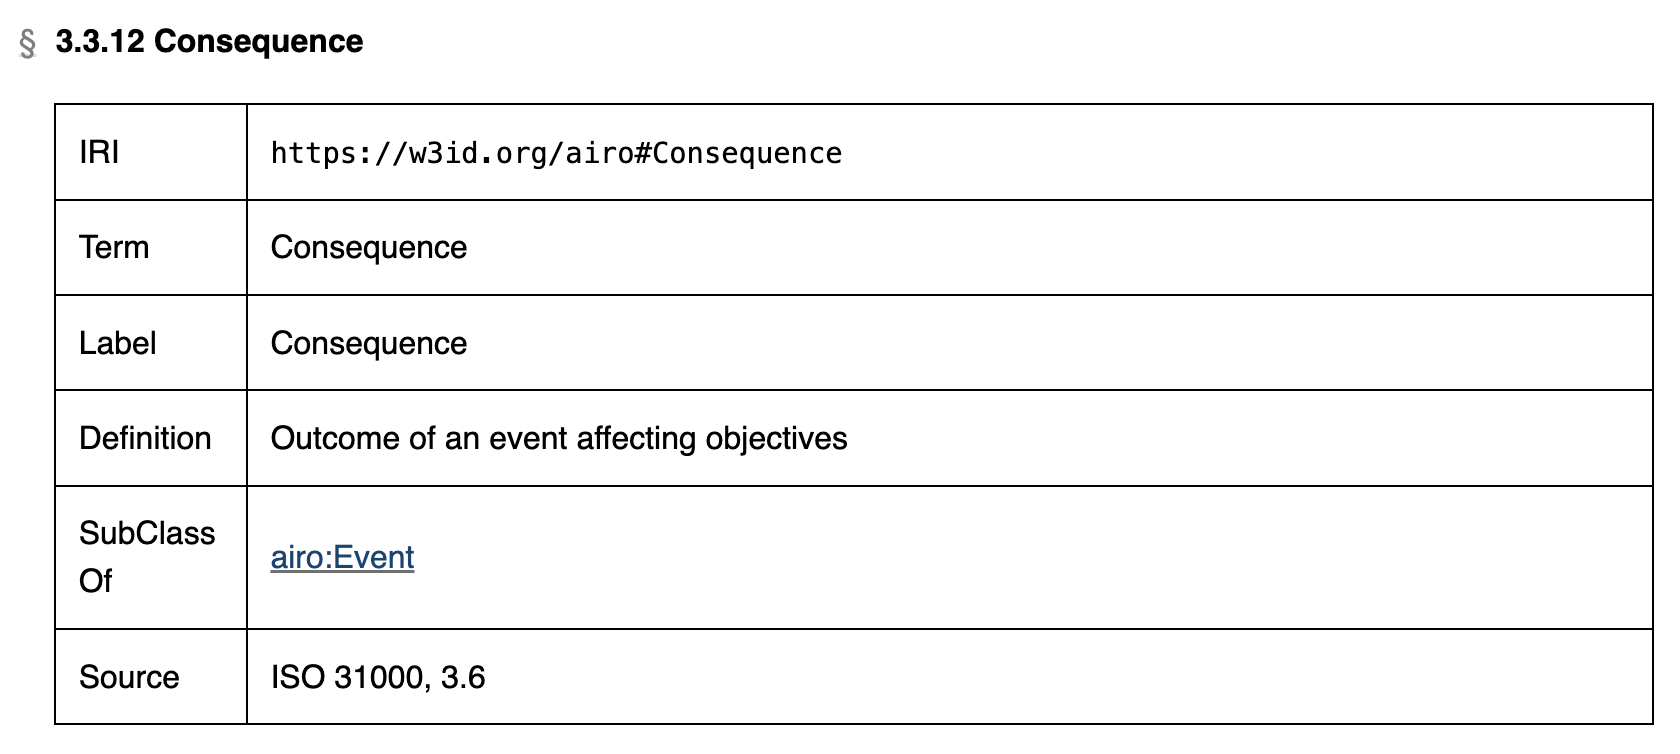 § 3.3.12 Consequence
IRI https://w3id.org/airo#Consequence
Term Consequence
Label Consequence
Definition Outcome of an event affecting objectives
SubClass
Of
airo:Event
Source ISO 31000, 3.6